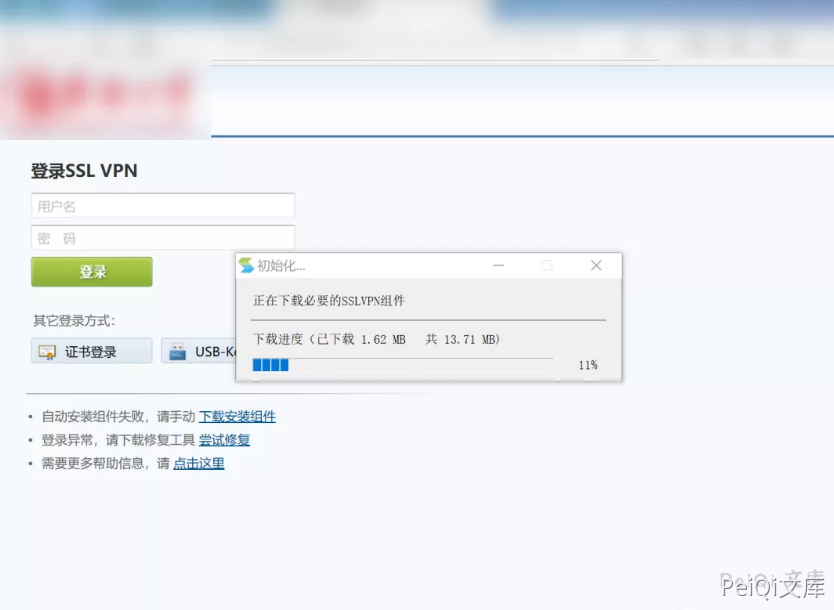 登录SSL VPN
用户名
密 码
登录
初始化...
正在下载必要的SSLVPN组件
下载进度（已下载 1.62 MB 共 13.71 MB)
11%
其它登录方式：
证书登录
USB-Ke
• 自动安装组件失败，请手动 下载安装组件
• 登录异常，请下载修复工具 尝试修复
• 需要更多帮助信息，请 点击这里
PeiQi 文库
PeiQi文库